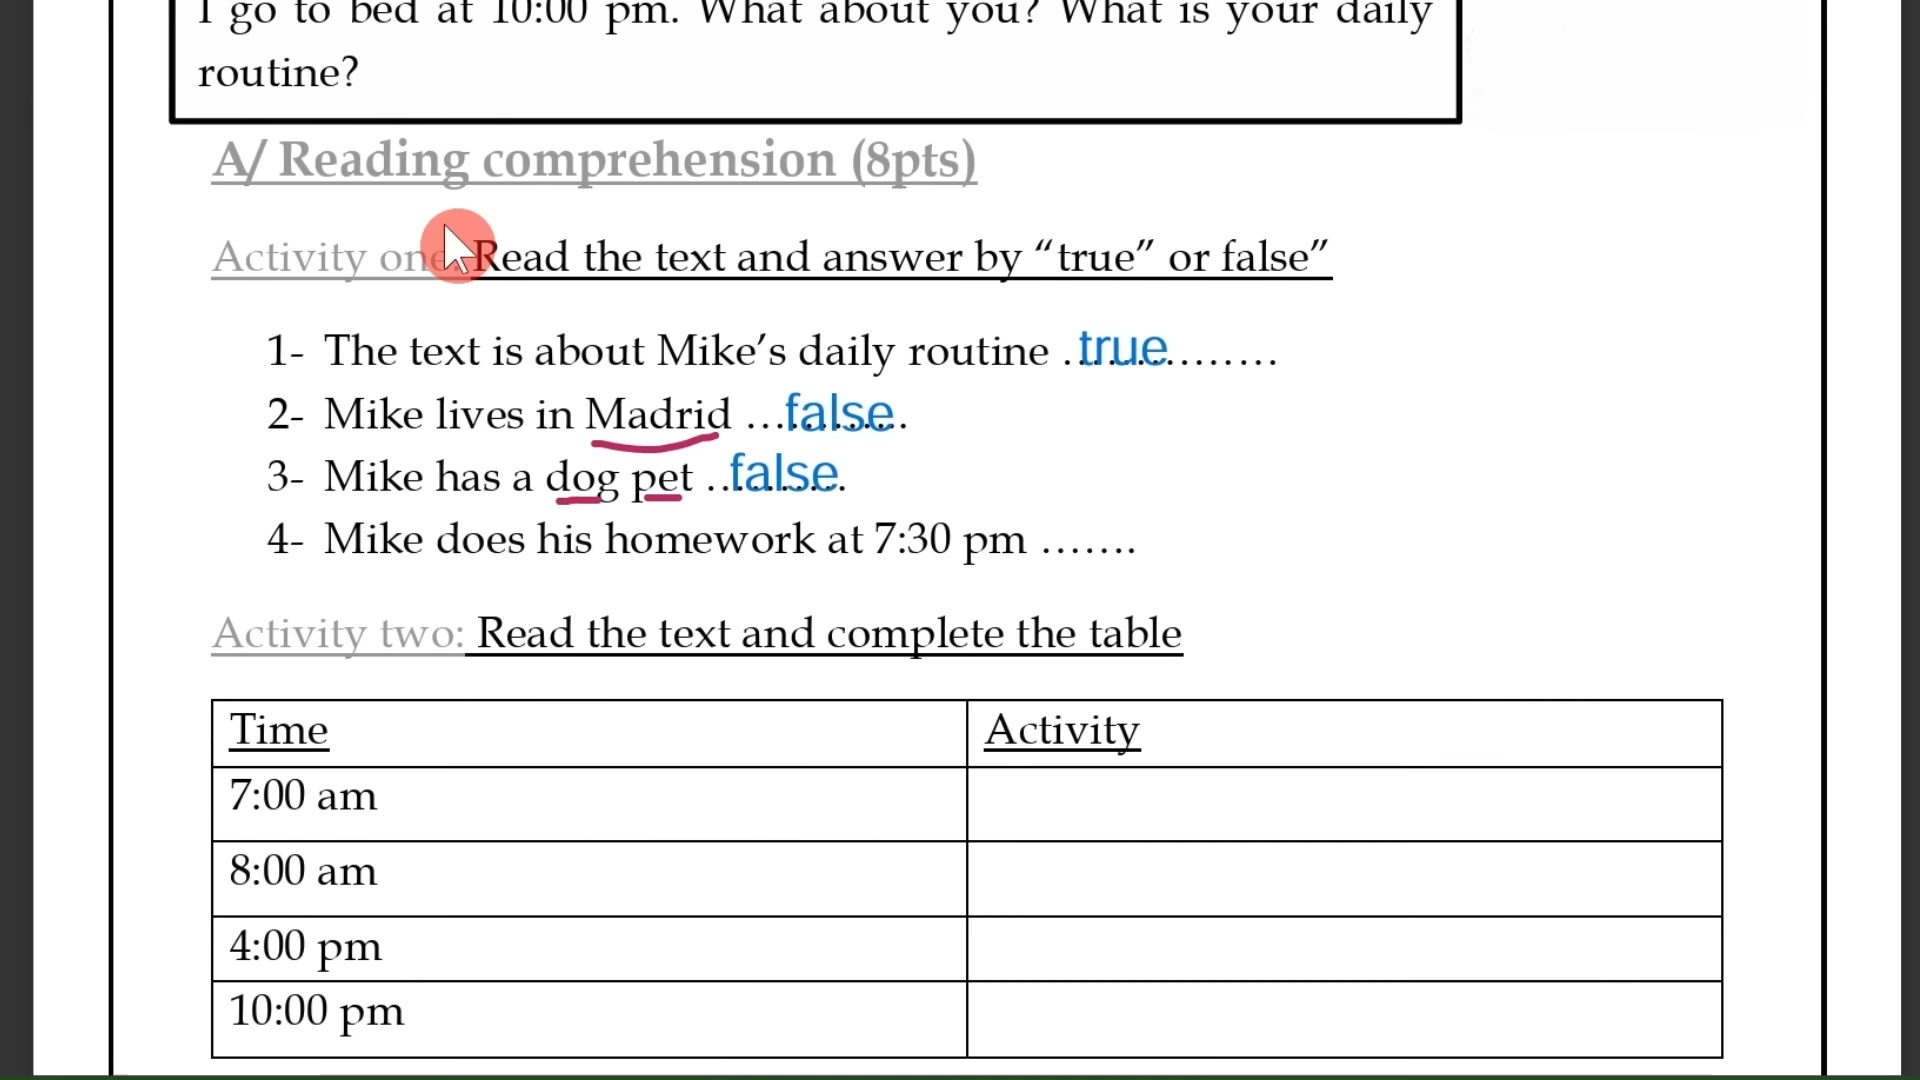 I go to bed at 10:00 pm. What about you? What is your daily
routine?
A/ Reading comprehension (8pts)
Activity one: Read the text and answer by “true” or false”
1- The text is about Mike’s daily routine .true..............
2- Mike lives in Madrid ...false.
3- Mike has a dog pet ..false.
4- Mike does his homework at 7:30 pm .......
Activity two: Read the text and complete the table
Time Activity
7:00 am
8:00 am
4:00 pm
10:00 pm